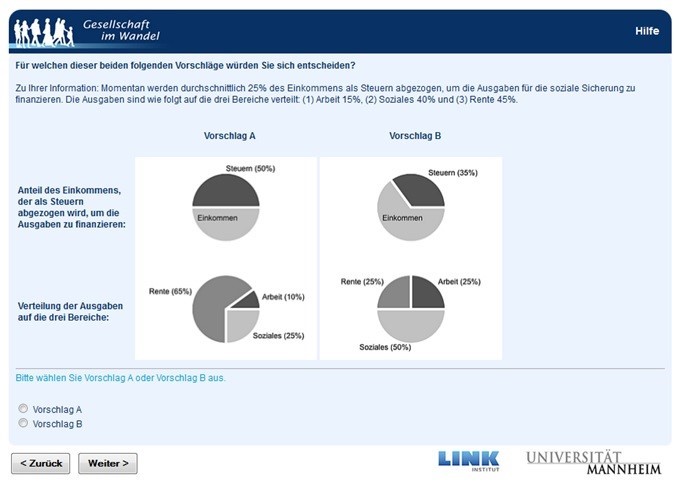 Gesellschaft
im Wandel
Hilfe
Für welchen dieser beiden folgenden Vorschläge würden Sie sich entscheiden?
Zu Ihrer Information: Momentan werden durchschnittlich 25% des Einkommens als Steuern abgezogen, um die Ausgaben für die soziale Sicherung zu
finanzieren. Die Ausgaben sind wie folgt auf die drei Bereiche verteilt: (1) Arbeit 15%, (2) Soziales 40% und (3) Rente 45%.
Vorschlag A
Vorschlag B
Anteil des Einkommens,
der als Steuern
abgezogen wird, um die
Ausgaben zu finanzieren:
Steuern (50%)
Einkommen
Steuern (35%)
Einkommen
Verteilung der Ausgaben
auf die drei Bereiche:
Rente (65%)
Arbeit (10%)
Soziales (25%)
Rente (25%)
Arbeit (25%)
Soziales (50%)
Bitte wählen Sie Vorschlag A oder Vorschlag B aus.
Vorschlag A
Vorschlag B
< Zurück
Weiter >
LINK
INSTITUT
UNIVERSITÄT
MANNHEIM